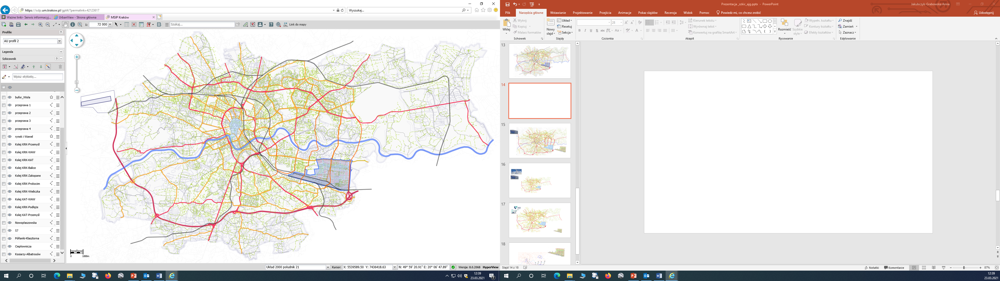 https://isdp.um.krakow.pl/gpt4/?permalink=42123617
Wyszukaj...
Ważne linki- Serwis informacyj...
UrbanView - Strona główna
MSIP Kraków
1: 72 000
B
Szukaj...
Link do mapy
Profile
AU profil 2
Legenda
Szkicownik
Wpisz etykietę...
bufor_Wisła
przeprawa 1
przeprawa 2
przeprawa 3
przeprawa 4
rynek i Wawel
Kolej KRK-Przemyśl
Kolej KRK-WAW
Kolej KRK-KAT
Kolej KRK-Balice
Kolej KRK-Zakopane
Kolej KRK-Prokocim
Kolej KRK-Wieliczka
Kolej KAT-WAW
Kolej KRK-Podłęże
Kolej KAT-Przemyśl
Nowopłaszowska
S7
Półłanki-Klasztorna
Ciepłownicza
Kosiarzy-Albatrosów
0 1000m
Układ 2000 południk 21
Kursor: X: 5539589.50 Y: 7436418.63
N: 49° 59' 20.91" E: 20° 06' 47.89"
Wersja: 8.0.2068 HyperView
12:39
23.03.2021
7
Prezentacja _szkic_ajg.pptx - PowerPoint
Jakubczyk-Grabowska Anna
Plik
Narzędzia główne
Wstawianie
Projektowanie
Przejścia
Animacje
Pokaz slajdów
Recenzja
Widok
Pomoc
Powiedz mi, co chcesz zrobić
Udostępnij
Wklej
Wytnij
Kopiuj
Malarz formatów
Schowek
Nowy slajd
Układ
Resetuj
Sekcja
Slajdy
28
B I U S abc AV Aa
Czcionka
Kierunek tekstu
Wyrównaj tekst
Konwertuj na grafikę SmartArt
Akapit
Rozmieść
Szybkie style
Wypełn. kształtu
Kontury kształtu
Efekty kształtów
Rysowanie
Znajdź
Zamień
Zaznacz
Edytowanie
13
14
15
16
17
18
Slajd 14 z 18
Notatki
Komentarze
87%
12:39
23.03.2021